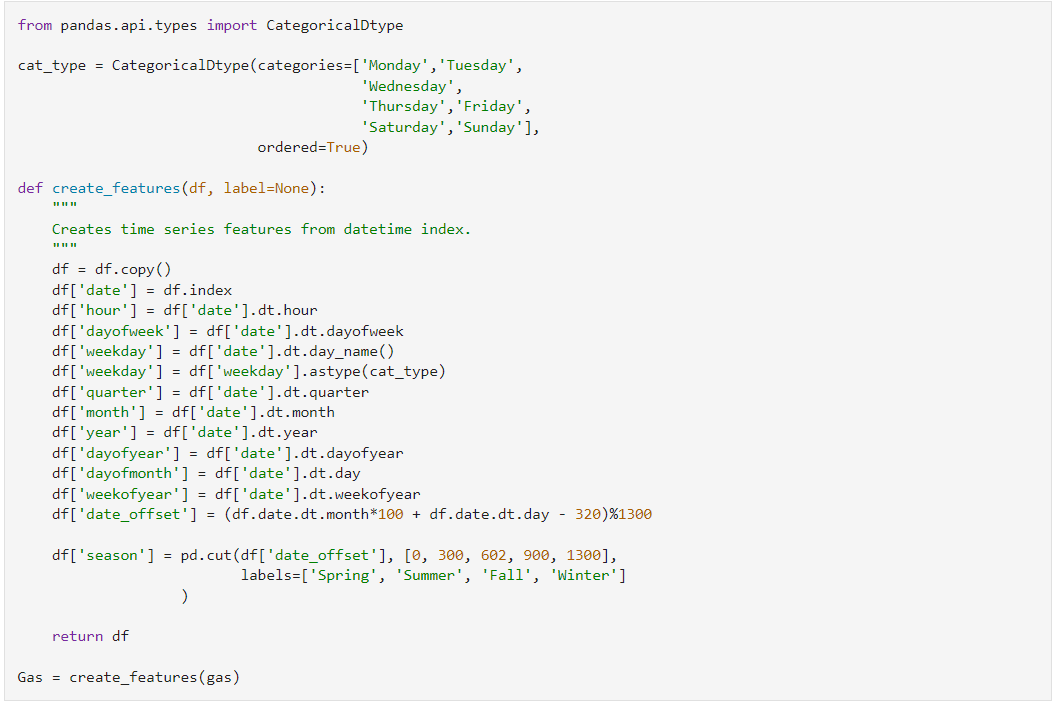 from pandas.api.types import CategoricalDtype

cat_type = CategoricalDtype(categories=['Monday','Tuesday',
                                        'Wednesday',
                                        'Thursday','Friday',
                                        'Saturday','Sunday'],
                            ordered=True)

def create_features(df, label=None):
    """
    Creates time series features from datetime index.
    """
    df = df.copy()
    df['date'] = df.index
    df['hour'] = df['date'].dt.hour
    df['dayofweek'] = df['date'].dt.dayofweek
    df['weekday'] = df['date'].dt.day_name()
    df['weekday'] = df['weekday'].astype(cat_type)
    df['quarter'] = df['date'].dt.quarter
    df['month'] = df['date'].dt.month
    df['year'] = df['date'].dt.year
    df['dayofyear'] = df['date'].dt.dayofyear
    df['dayofmonth'] = df['date'].dt.day
    df['weekofyear'] = df['date'].dt.weekofyear
    df['date_offset'] = (df.date.dt.month*100 + df.date.dt.day - 320)%1300

    df['season'] = pd.cut(df['date_offset'], [0, 300, 602, 900, 1300],
                          labels=['Spring', 'Summer', 'Fall', 'Winter']
                   )

    return df

Gas = create_features(gas)